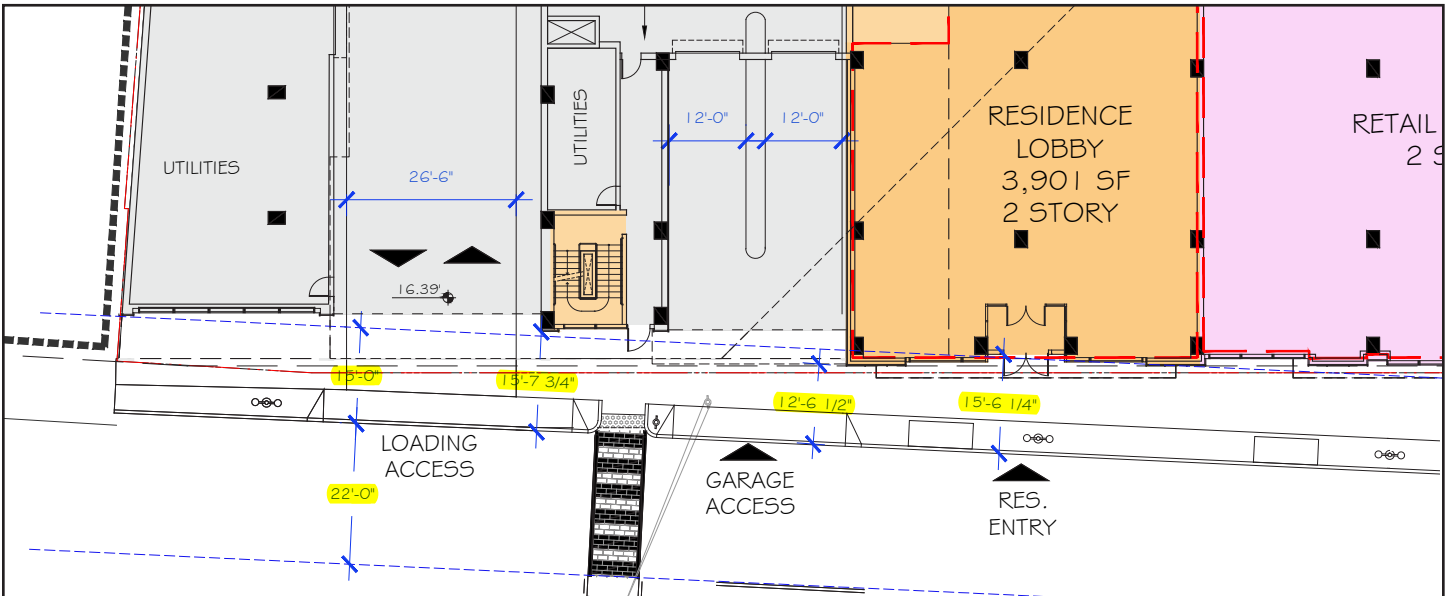 12'-0"
12'-0"
UTILITIES
RESIDENCE
LOBBY
3,901 SF
2 STORY
RETAIL
2 S
UTILITIES
26'-6"
16.39'
15'-0"
15'-7 3/4"
12'-6 1/2"
15'-6 1/4"
LOADING
ACCESS
22'-0"
GARAGE
ACCESS
RES.
ENTRY